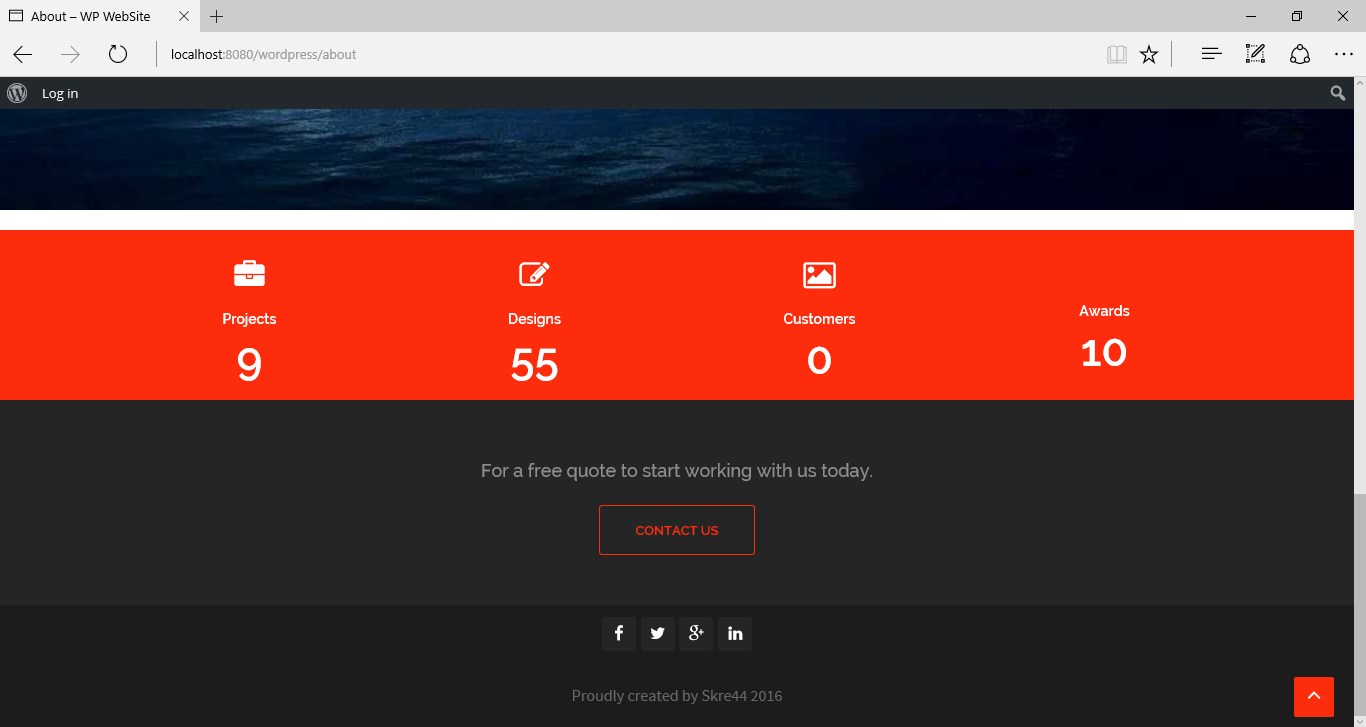 About – WP WebSite
localhost:8080/wordpress/about
Log in
Projects
9
Designs
55
Customers
0
Awards
10
For a free quote to start working with us today.
CONTACT US
Proudly created by Skre44 2016